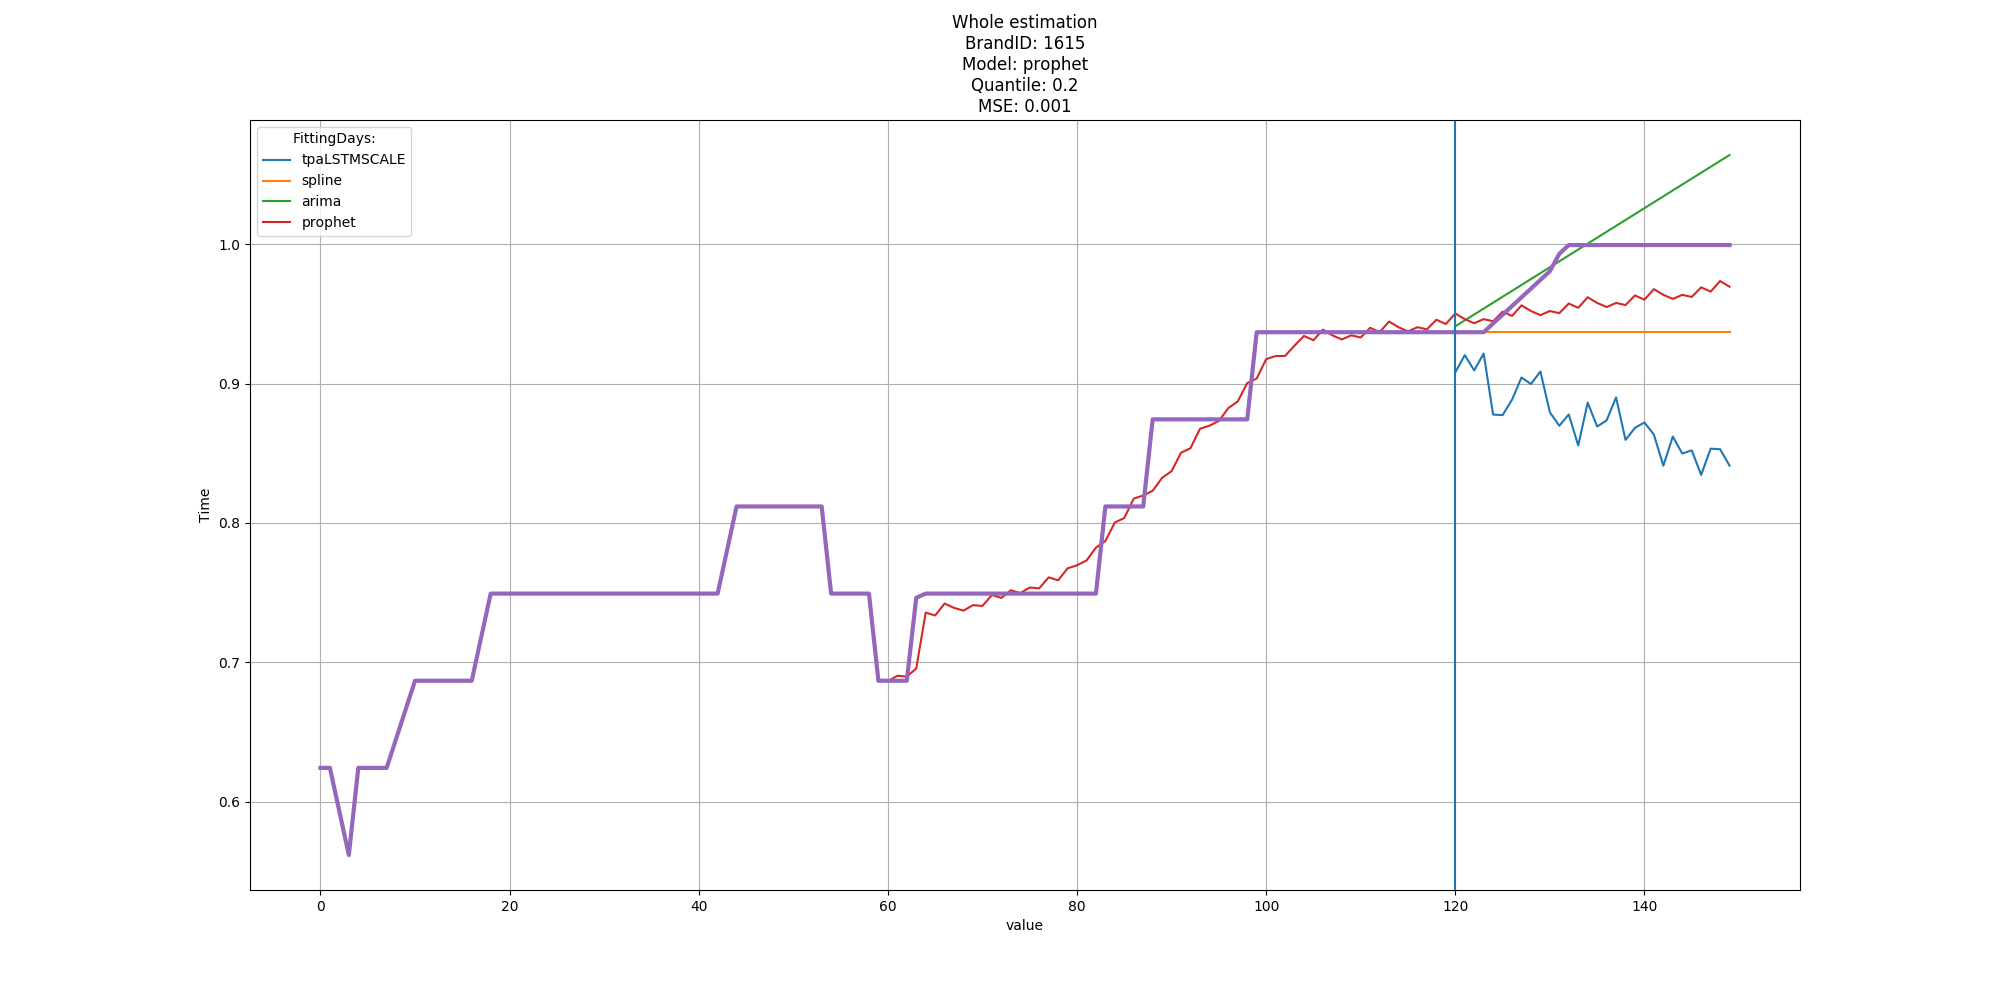 Whole estimation
BrandID: 1615
Model: prophet
Quantile: 0.2
MSE: 0.001
FittingDays:
tpaLSTMSCALE
spline
arima
prophet
1.0
0.9
0.8
0.7
0.6
Time
0 20 40 60 80 100 120 140
value